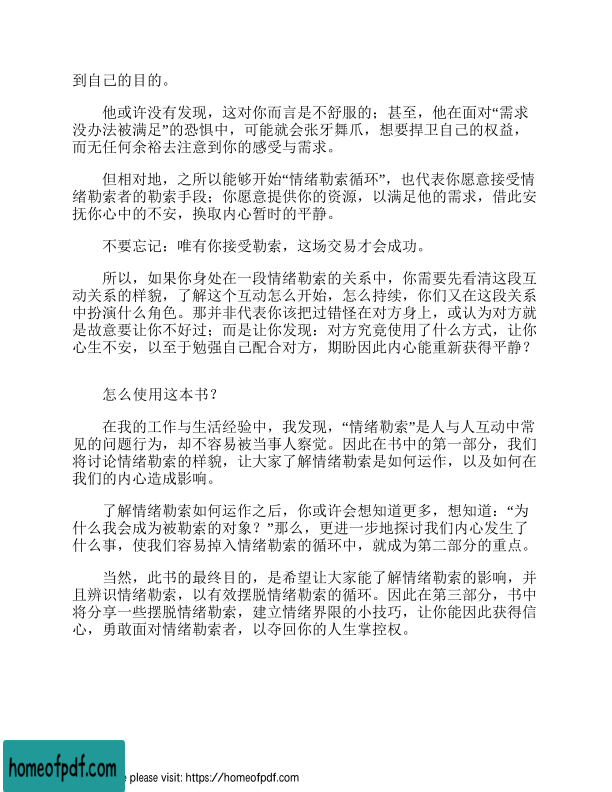 到自己的目的。
他或许没有发现，这对你而言是不舒服的；甚至，他在面对“需求
没办法被满足”的恐惧中，可能就会张牙舞爪，想要捍卫自己的权益，
而无任何余裕去注意到你的感受与需求。
但相对地，之所以能够开始“情绪勒索循环”，也代表你愿意接受情
绪勒索者的勒索手段；你愿意提供你的资源，以满足他的需求，借此安
抚你心中的不安，换取内心暂时的平静。
不要忘记：唯有你接受勒索，这场交易才会成功。
所以，如果你身处在一段情绪勒索的关系中，你需要先看清这段互
动关系的样貌，了解这个互动怎么开始，怎么持续，你们又在这段关系
中扮演什么角色。那并非代表你该把过错怪在对方身上，或认为对方就
是故意要让你不好过；而是让你发现：对方究竟使用了什么方式，让你
心生不安，以至于勉强自己配合对方，期盼因此内心能重新获得平静？
怎么使用这本书？
在我的工作与生活经验中，我发现，“情绪勒索”是人与人互动中常
见的问题行为，却不容易被当事人察觉。因此在书中的第一部分，我们
将讨论情绪勒索的样貌，让大家了解情绪勒索是如何运作，以及如何在
我们的内心造成影响。
了解情绪勒索如何运作之后，你或许会想知道更多，想知道：“为
什么我会成为被勒索的对象？”那么，更进一步地探讨我们内心发生了
什么事，使我们容易掉入情绪勒索的循环中，就成为第二部分的重点。
当然，此书的最终目的，是希望让大家能了解情绪勒索的影响，并
且辨识情绪勒索，以有效摆脱情绪勒索的循环。因此在第三部分，书中
将分享一些摆脱情绪勒索，建立情绪界限的小技巧，让你能因此获得信
心，勇敢面对情绪勒索者，以夺回你的人生掌控权。
homeofpdf.com
please visit: https://homeofpdf.com